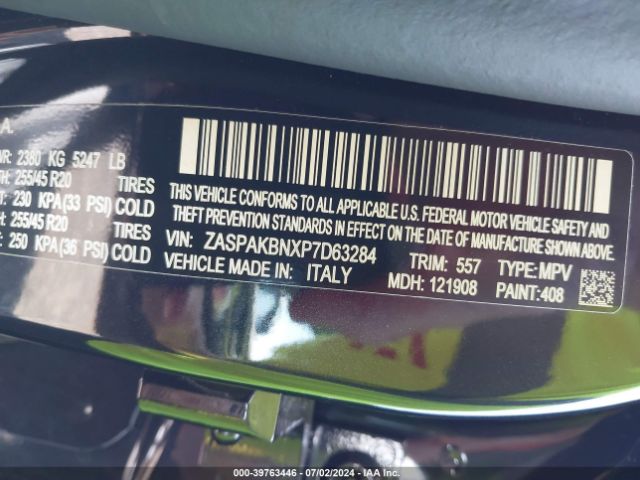 A.
WR: 2380 KG 5247 LB
TH: 255/45 R20 TIRES
T: 230 KPA(33 PSI) COLD
H: 255/45 R20 TIRES
: 250 KPA(36 PSI) COLD
THIS VEHICLE CONFORMS TO ALL APPLICABLE U.S. FEDERAL MOTOR VEHICLE SAFETY AND
THEFT PREVENTION STANDARDS IN EFFECT ON THE DATE OF MANUFACTURE SHOWN ABOVE.
VIN: ZASPAKBNXP7D63284 TRIM: 557 TYPE: MPV
VEHICLE MADE IN: ITALY MDH: 121908 PAINT: 408
000-39763446 - 07/02/2024 - IAA Inc.